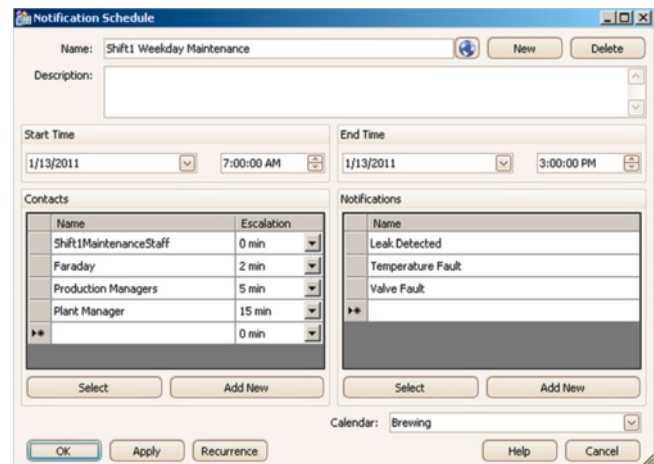 Notification Schedule
Name: Shift1 Weekday Maintenance New Delete
Description:
Start Time End Time
1/13/2011 7:00:00 AM 1/13/2011 3:00:00 PM
Contacts Notifications
Name Escalation Name
Shift1MaintenanceStaff 0 min Leak Detected
Faraday 2 min Temperature Fault
Production Managers 5 min Valve Fault
Plant Manager 15 min
0 min
Select Add New Select Add New
Calendar: Brewing
OK Apply Recurrence Help Cancel